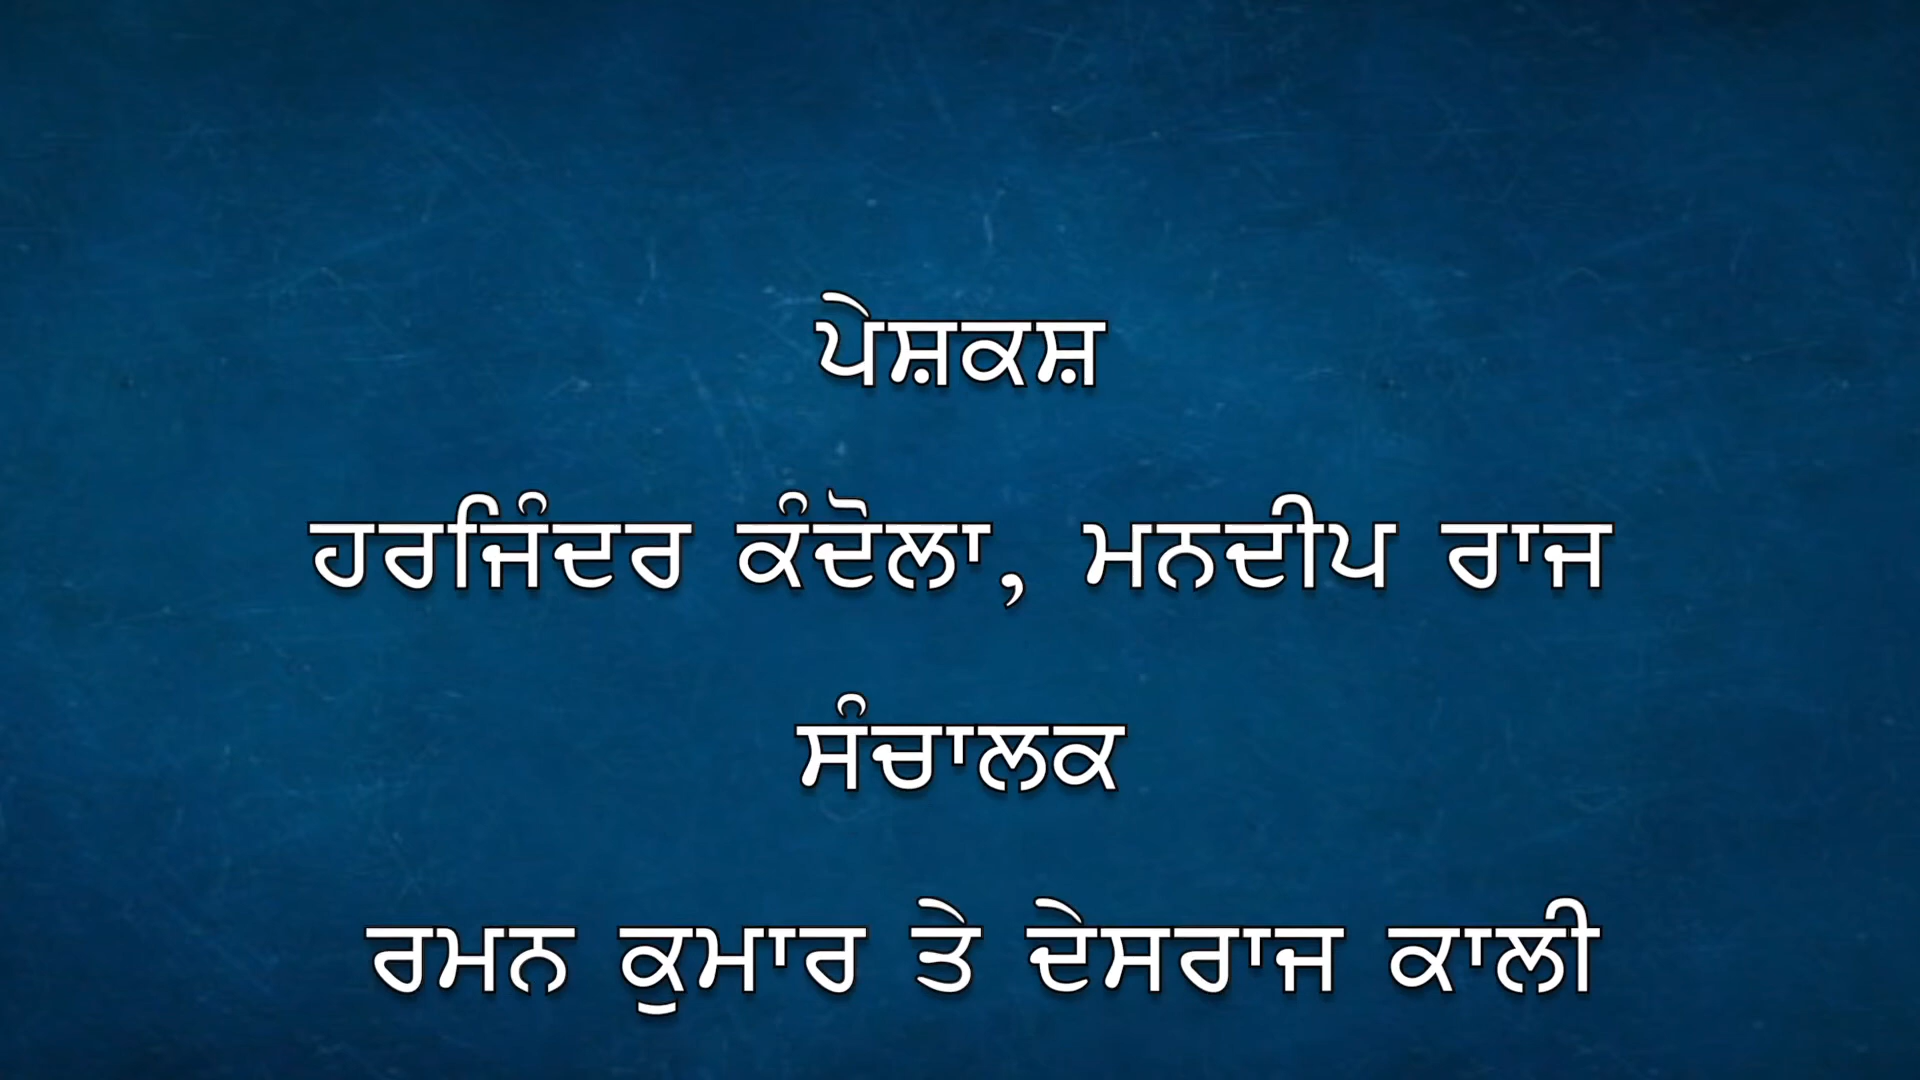 ਪੇਸ਼ਕਸ਼
ਹਰਜਿੰਦਰ ਕੰਦੋਲਾ, ਮਨਦੀਪ ਰਾਜ
ਸੰਚਾਲਕ
ਰਮਨ ਕੁਮਾਰ ਤੇ ਦੇਸਰਾਜ ਕਾਲੀ